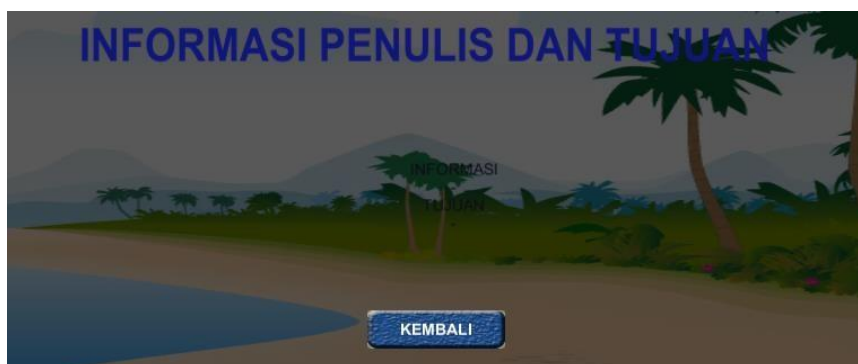 INFORMASI PENULIS DAN TUJUAN
INFORMASI
TUJUAN
KEMBALI